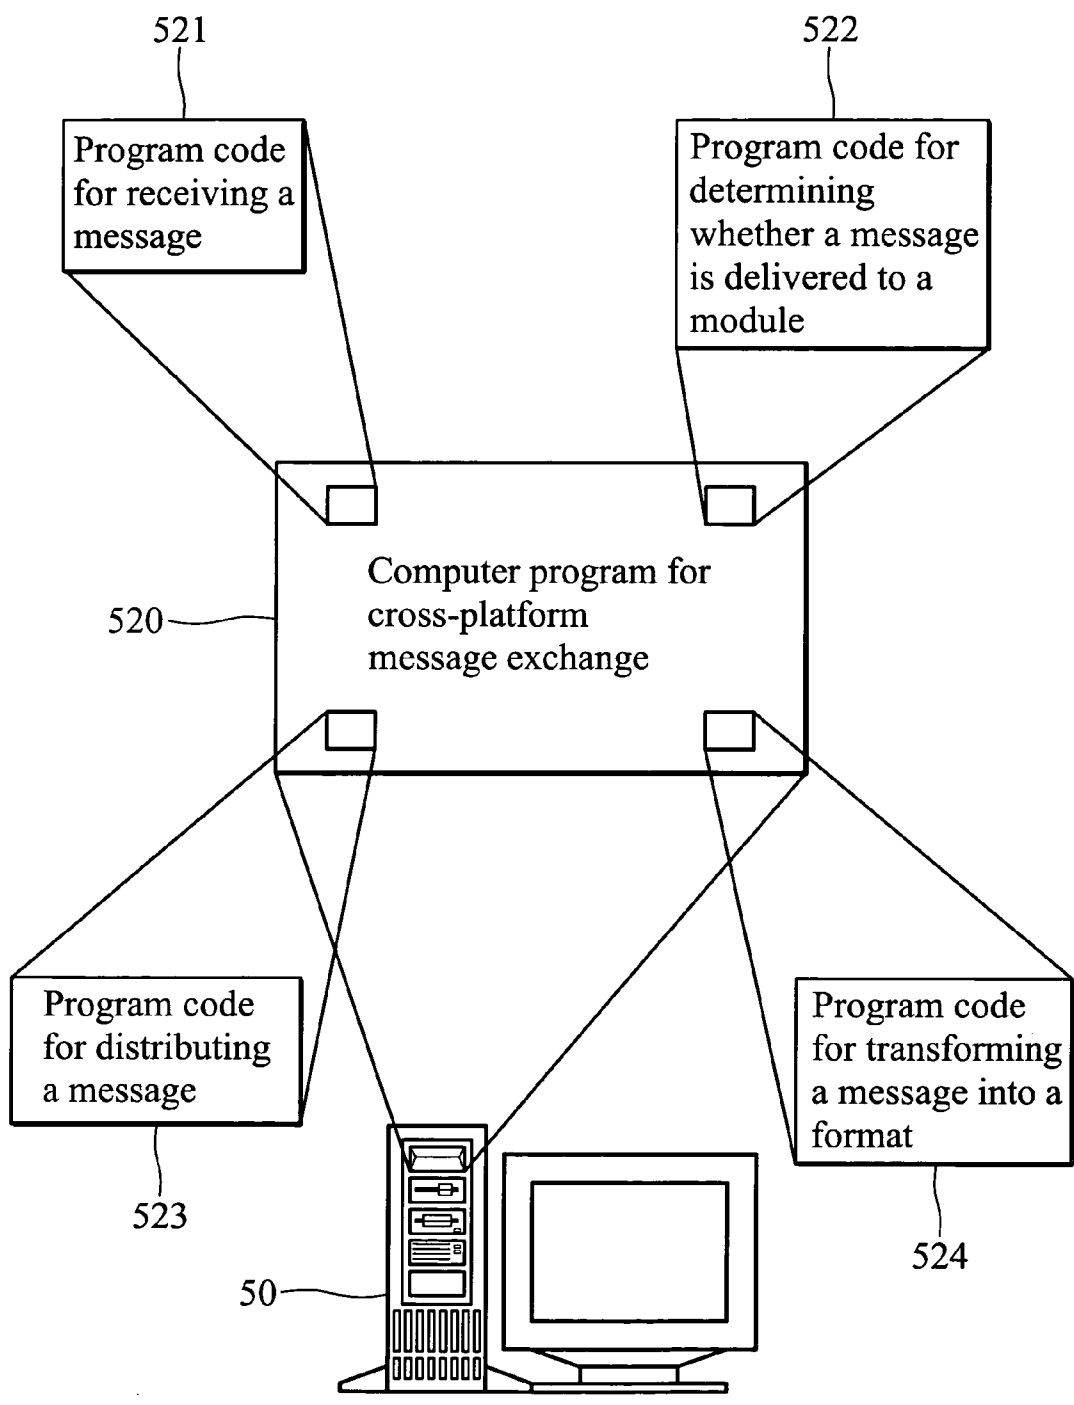 521
522
Program code
for receiving a
message
Program code for
determining
whether a message
is delivered to a
module
Computer program for
cross-platform
message exchange
520
Program code
for distributing
a message
Program code
for transforming
a message into a
format
523
524
50